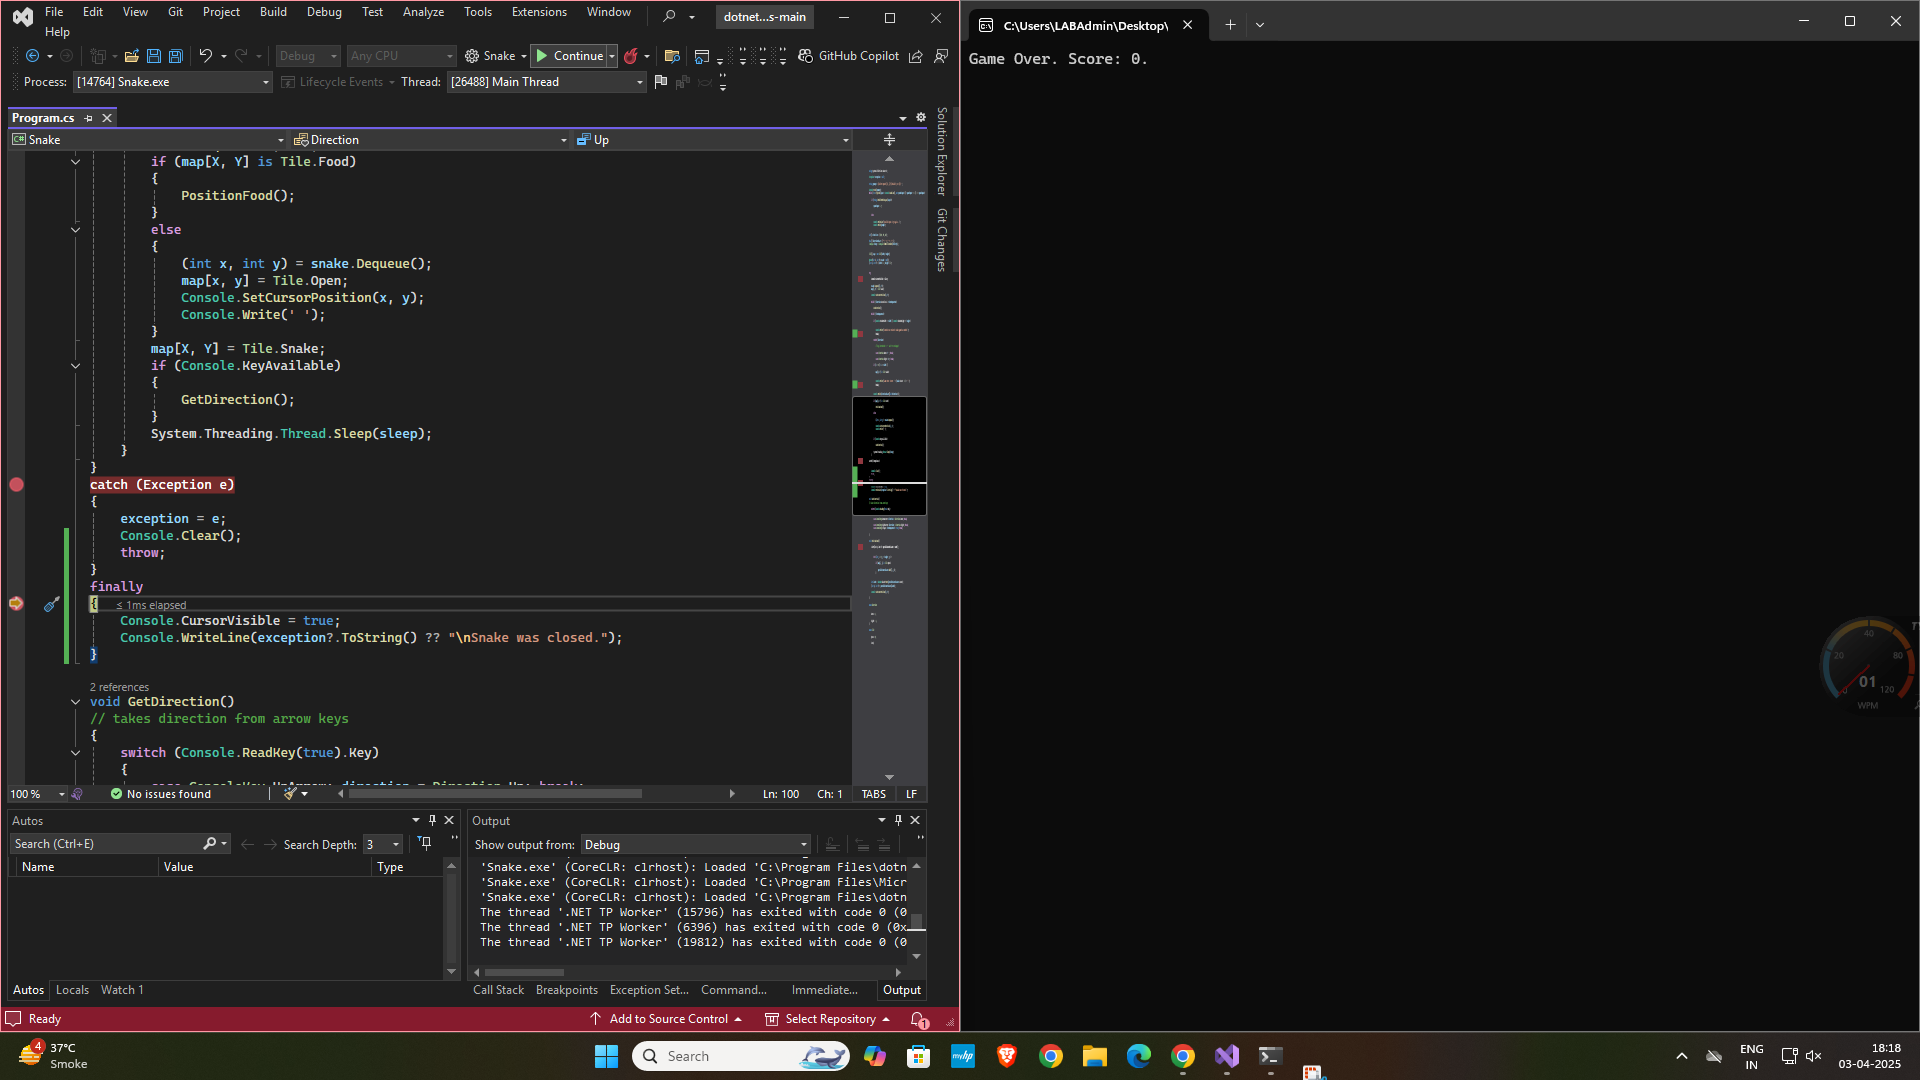 File Edit View Git Project Build Debug Test Analyze Tools Extensions Window
dotnet...s-main
Help
Debug
Any CPU
Snake
Continue
GitHub Copilot
Process: [14764] Snake.exe
Lifecycle Events
Thread: [26488] Main Thread
Program.cs
C# Snake
Direction
Up
if (map[X, Y] is Tile.Food)
{
PositionFood();
}
else
{
(int x, int y) = snake.Dequeue();
map[x, y] = Tile.Open;
Console.SetCursorPosition(x, y);
Console.Write(' ');
}
map[X, Y] = Tile.Snake;
if (Console.KeyAvailable)
{
GetDirection();
}
System.Threading.Thread.Sleep(sleep);
}
}
catch (Exception e)
{
exception = e;
Console.Clear();
throw;
}
finally
{ ≤ 1ms elapsed
Console.CursorVisible = true;
Console.WriteLine(exception?.ToString() ?? "\nSnake was closed.");
}
2 references
void GetDirection()
// takes direction from arrow keys
{
switch (Console.ReadKey(true).Key)
{
100 %
No issues found
Ln: 100 Ch: 1 TABS LF
Solution Explorer
Git Changes
Autos
Search (Ctrl+E)
Search Depth: 3
Name Value Type
Autos Locals Watch 1
Output
Show output from: Debug
'Snake.exe' (CoreCLR: clrhost): Loaded 'C:\Program Files\dotn
'Snake.exe' (CoreCLR: clrhost): Loaded 'C:\Program Files\Micr
'Snake.exe' (CoreCLR: clrhost): Loaded 'C:\Program Files\dotn
The thread '.NET TP Worker' (15796) has exited with code 0 (0
The thread '.NET TP Worker' (6396) has exited with code 0 (0x
The thread '.NET TP Worker' (19812) has exited with code 0 (0
Call Stack Breakpoints Exception Set... Command... Immediate... Output
Ready
Add to Source Control
Select Repository
1
C:\Users\LABAdmin\Desktop\
Game Over. Score: 0.
40
20
80
01
0
120
WPM
4
37°C
Smoke
Search
myhp
ENG
IN
18:18
03-04-2025